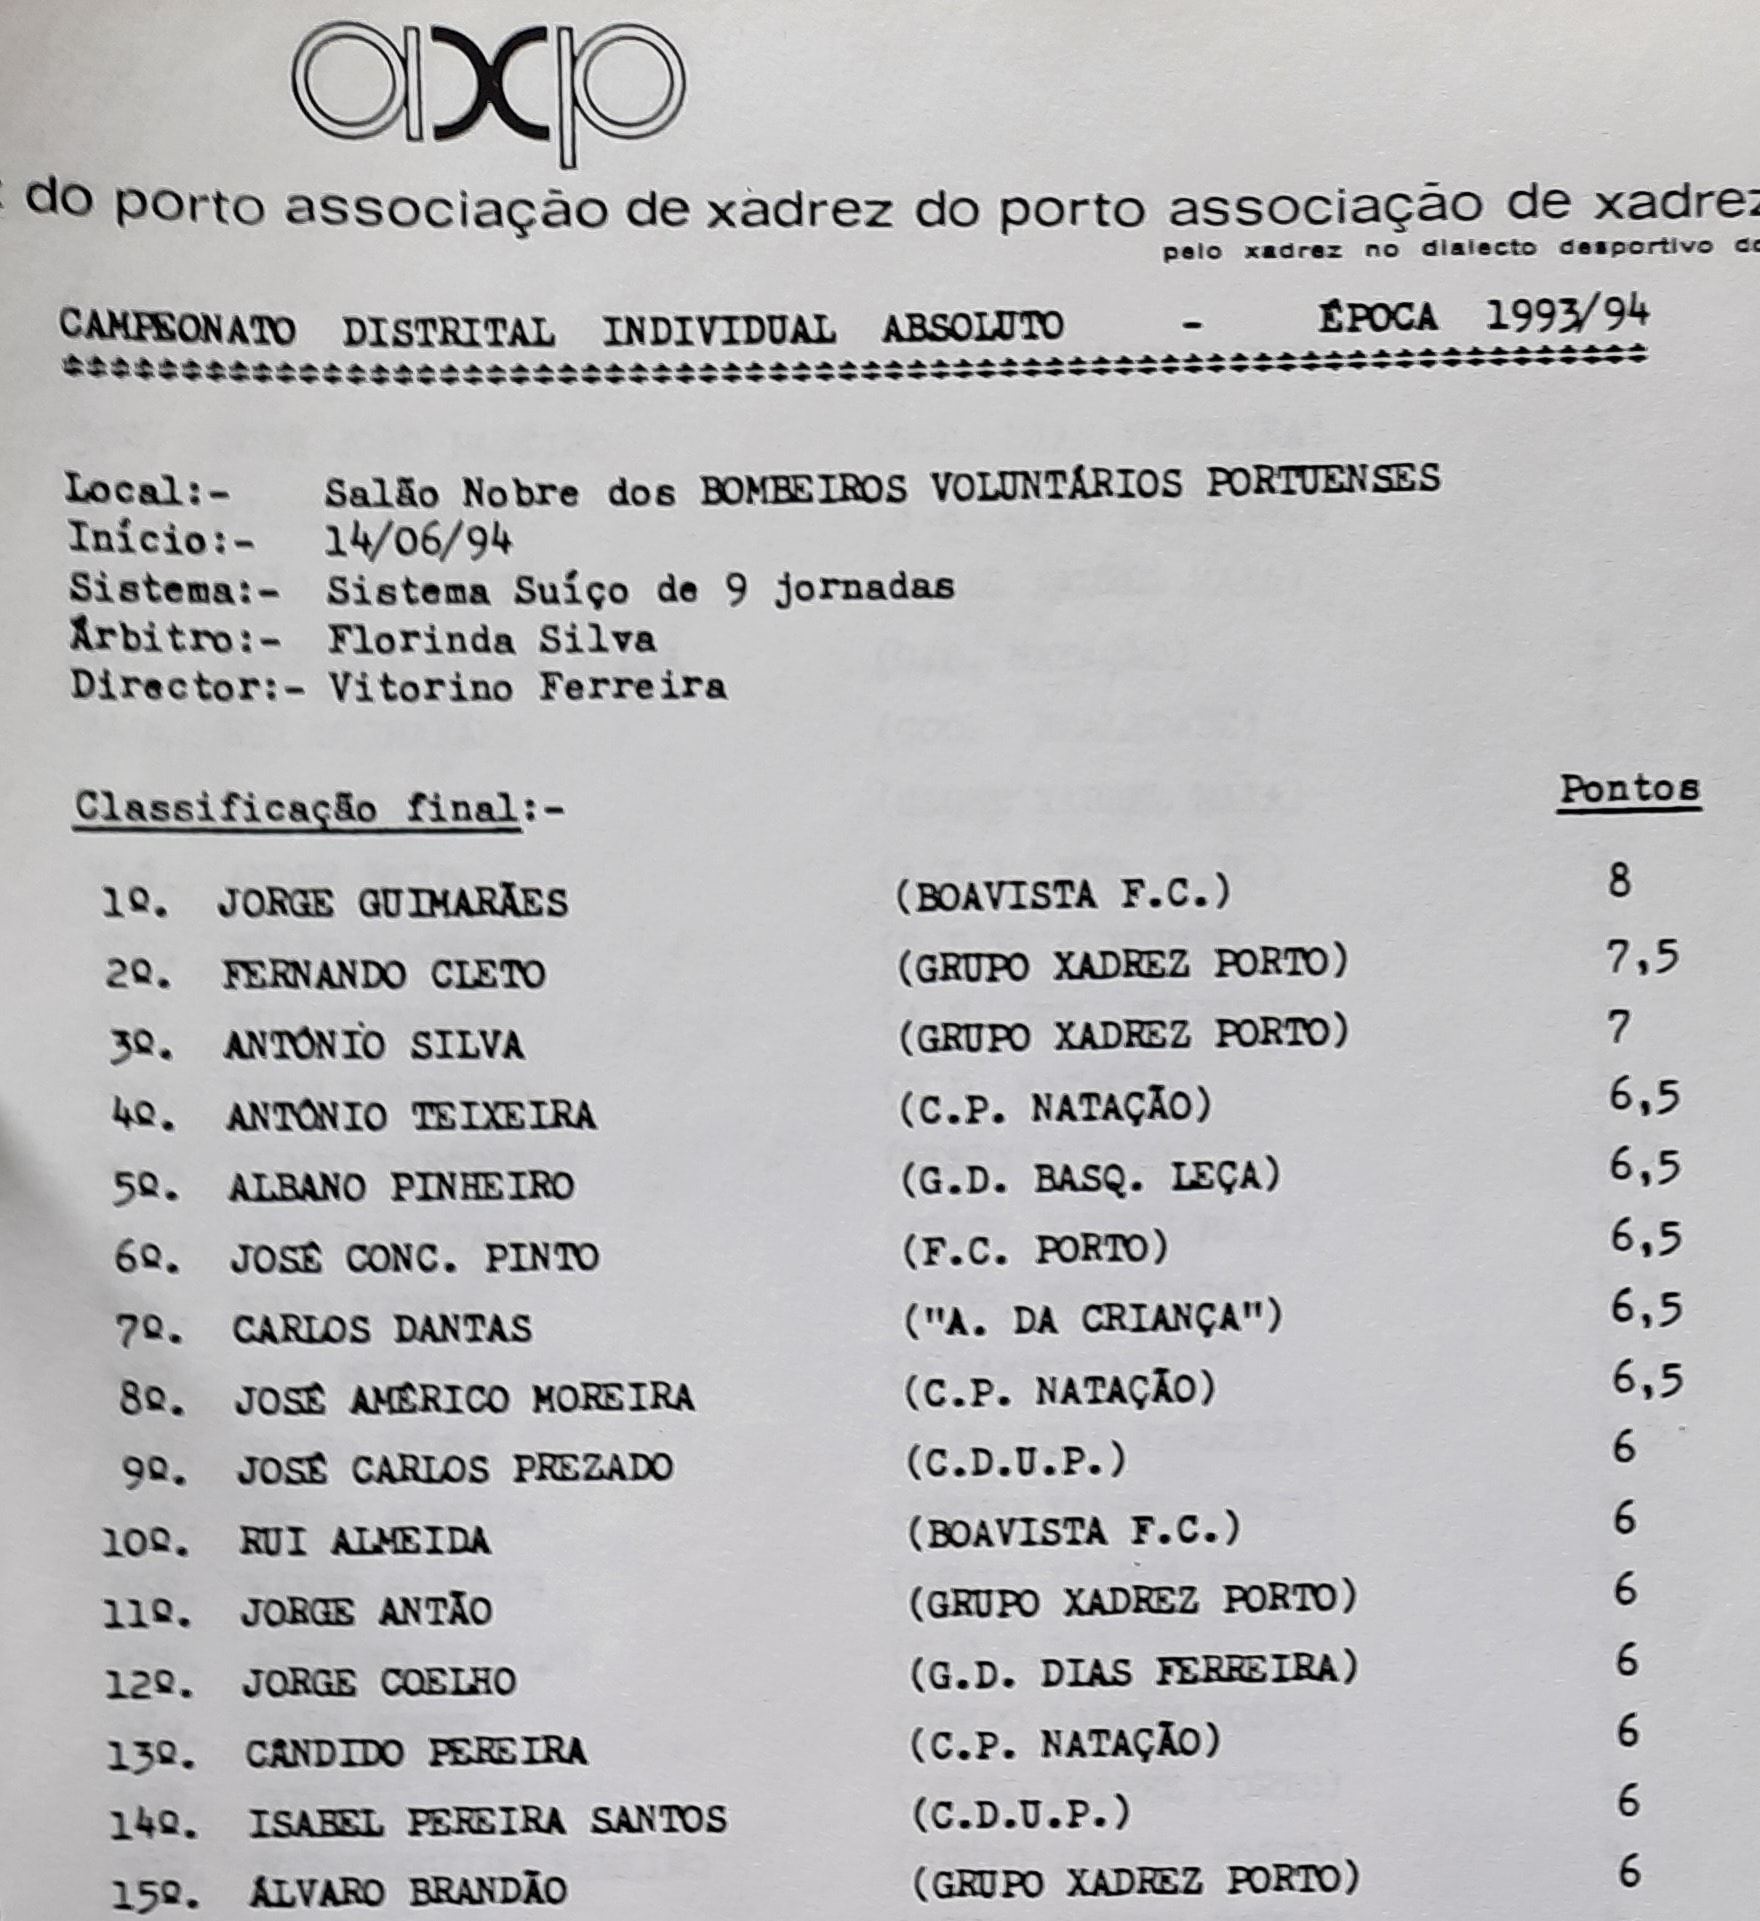 axp
do porto associação de xadrez do porto associação de xadrez
pelo xadrez no dialecto desportivo do
CAMPEONATO DISTRITAL INDIVIDUAL ABSOLUTO - ÉPOCA 1993/94
Local:- Salão Nobre dos BOMBEIROS VOLUNTÁRIOS PORTUENSES
Início:- 14/06/94
Sistema:- Sistema Suíço de 9 jornadas
Árbitro:- Florinda Silva
Director:- Vitorino Ferreira
Classificação final:- Pontos
1º. JORGE GUIMARÃES (BOAVISTA F.C.) 8
2º. FERNANDO CLETO (GRUPO XADREZ PORTO) 7,5
3º. ANTÓNIO SILVA (GRUPO XADREZ PORTO) 7
4º. ANTÓNIO TEIXEIRA (C.P. NATAÇÃO) 6,5
5º. ALBANO PINHEIRO (G.D. BASQ. LEÇA) 6,5
6º. JOSÉ CONC. PINTO (F.C. PORTO) 6,5
7º. CARLOS DANTAS ("A. DA CRIANÇA") 6,5
8º. JOSÉ AMÉRICO MOREIRA (C.P. NATAÇÃO) 6,5
9º. JOSÉ CARLOS PREZADO (C.D.U.P.) 6
10º. RUI ALMEIDA (BOAVISTA F.C.) 6
11º. JORGE ANTÃO (GRUPO XADREZ PORTO) 6
12º. JORGE COELHO (G.D. DIAS FERREIRA) 6
13º. CÂNDIDO PEREIRA (C.P. NATAÇÃO) 6
14º. ISABEL PEREIRA SANTOS (C.D.U.P.) 6
15º. ÁLVARO BRANDÃO (GRUPO XADREZ PORTO) 6